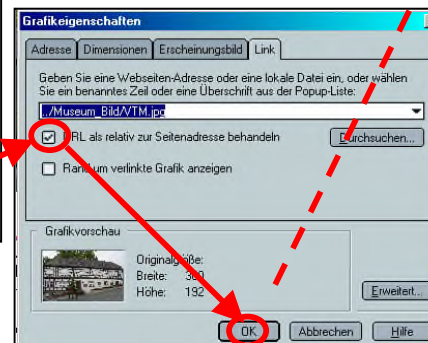 Grafikeigenschaften
Adresse Dimensionen Erscheinungsbild Link
Geben Sie eine Webseiten-Adresse oder eine lokale Datei ein, oder wählen
Sie ein benanntes Zeil oder eine Überschrift aus der Popup-Liste:
../Museum_Bild/VTM.jpg
URL als relativ zur Seitenadresse behandeln
Durchsuchen...
Rand um verlinkte Grafik anzeigen
Grafikvorschau
Originalgröße:
Breite: 300
Höhe: 192
Erweitert...
OK Abbrechen Hilfe